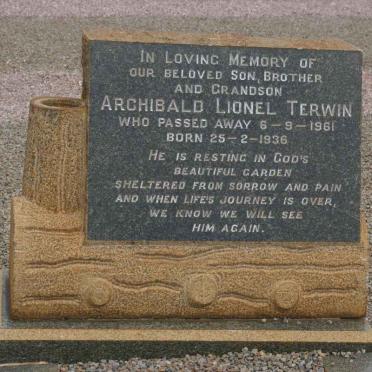 In Loving Memory of
our beloved Son, Brother
and Grandson
Archibald Lionel Terwin
who passed away 6-9-1961
born 25-2-1936
He is resting in God's
beautiful garden
sheltered from sorrow and pain
and when life's journey is over,
we know we will see
him again.